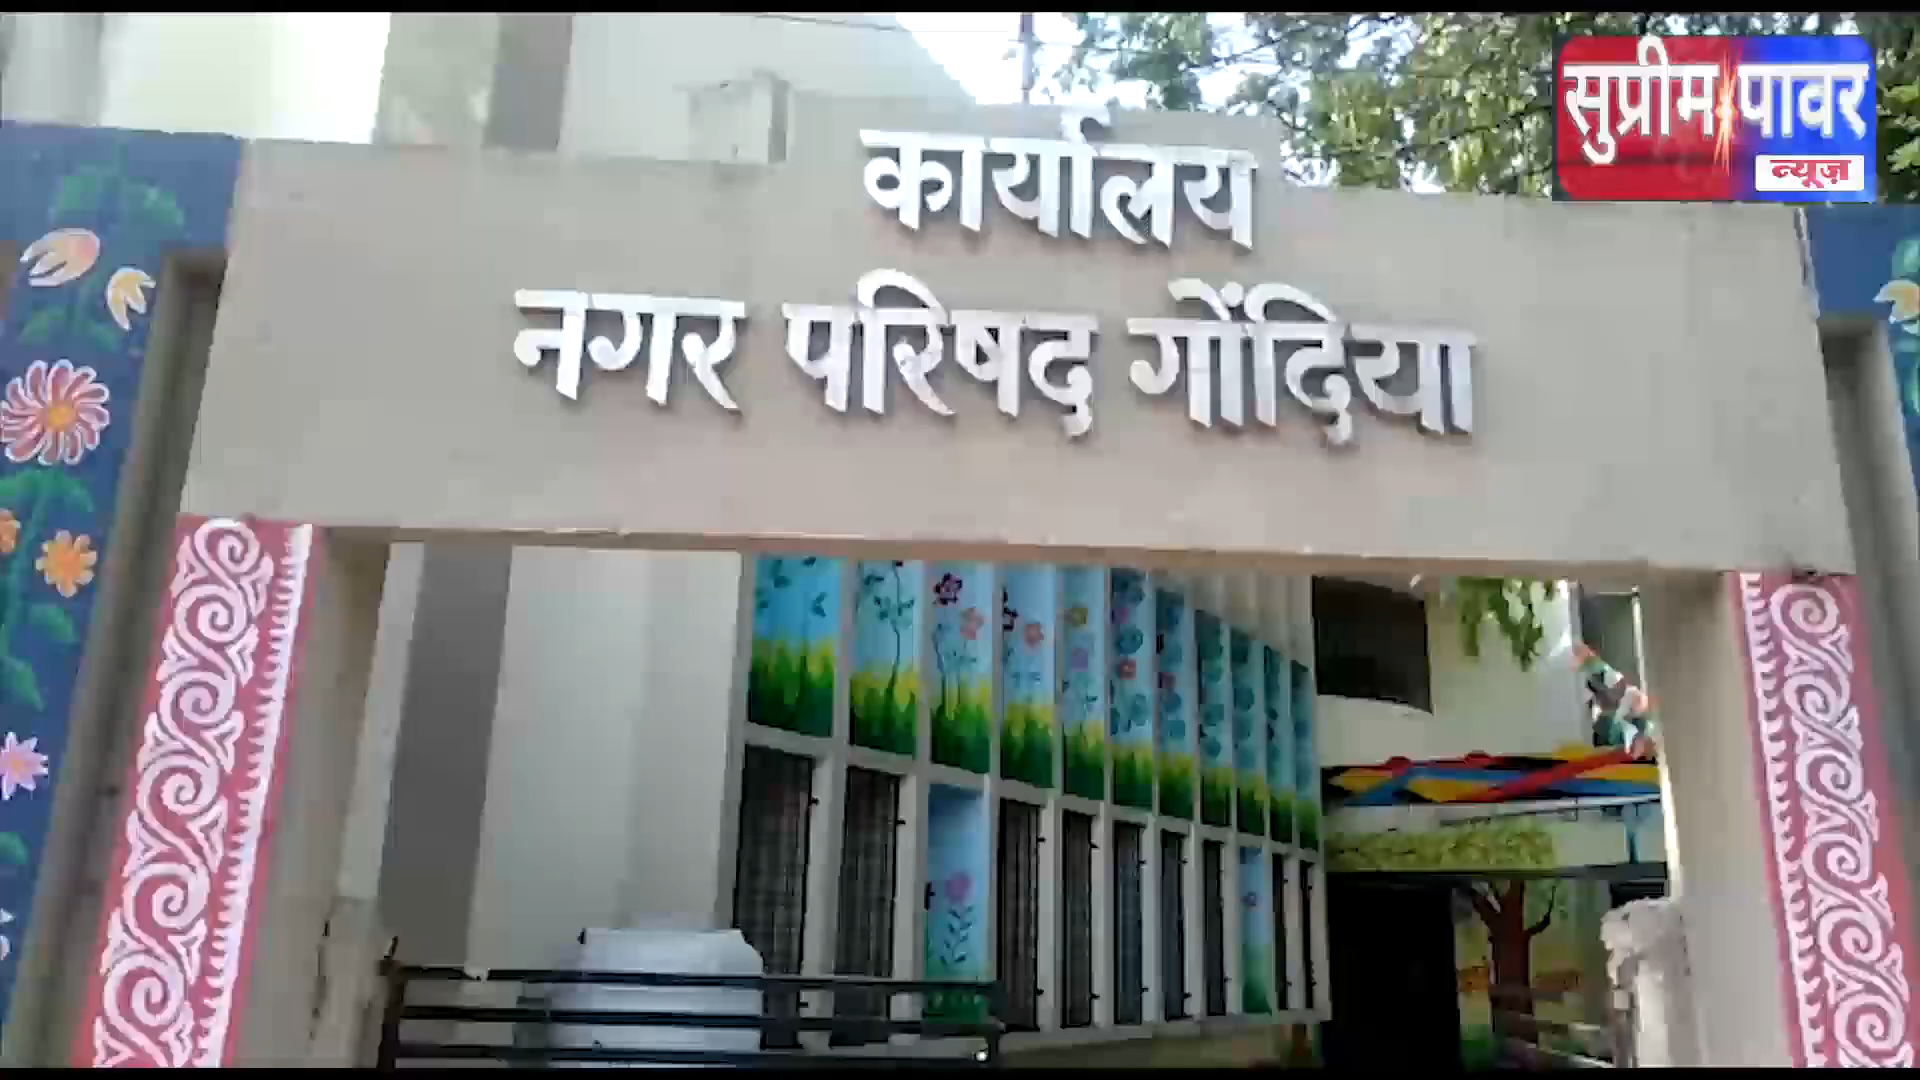 सुप्रीम पावर
न्यूज़
कार्यालय
नगर परिषद गोंदिया